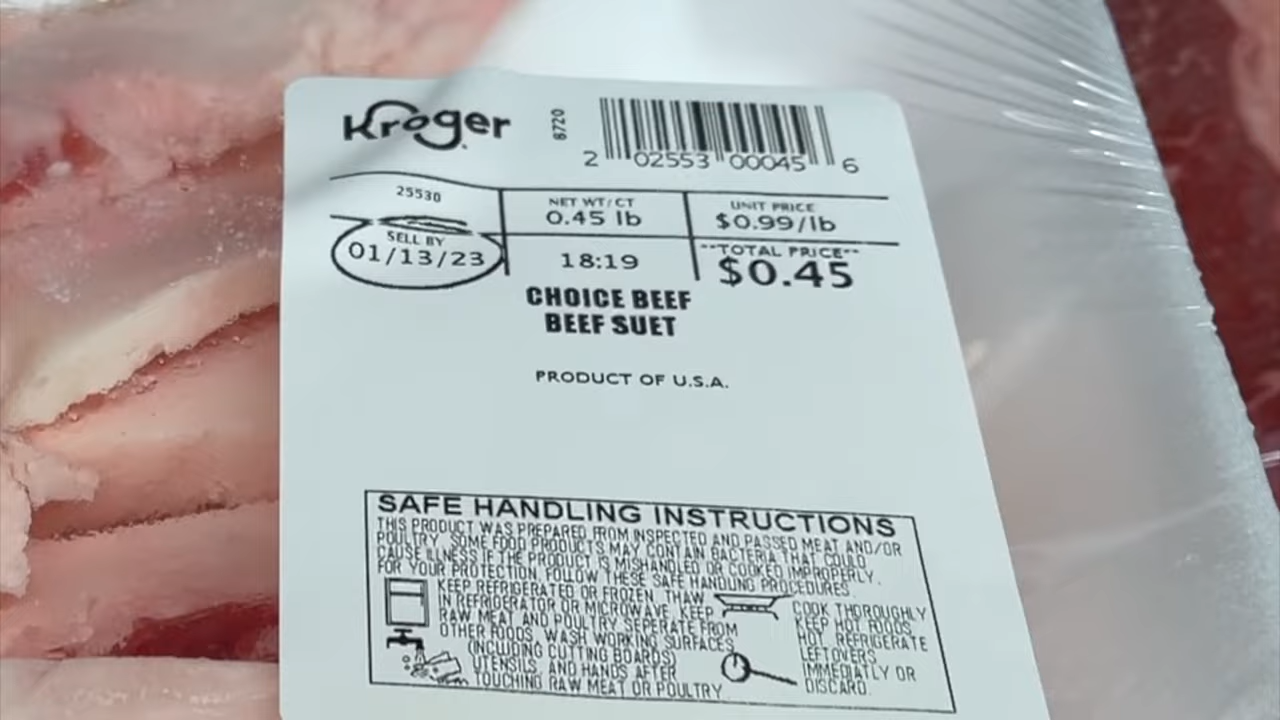 Kroger
6720
2 02553 00045 6
25530
NET WT/CT
0.45 lb
UNIT PRICE
$0.99/lb
SELL BY
01/13/23
18:19
**TOTAL PRICE**
$0.45
CHOICE BEEF
BEEF SUET
PRODUCT OF U.S.A.
SAFE HANDLING INSTRUCTIONS
THIS PRODUCT WAS PREPARED FROM INSPECTED AND PASSED MEAT AND/OR
POULTRY. SOME FOOD PRODUCTS MAY CONTAIN BACTERIA THAT COULD
CAUSE ILLNESS IF THE PRODUCT IS MISHANDLED OR COOKED IMPROPERLY.
FOR YOUR PROTECTION, FOLLOW THESE SAFE HANDLING PROCEDURES.
KEEP REFRIGERATED OR FROZEN. THAW
IN REFRIGERATOR OR MICROWAVE. KEEP
RAW MEAT AND POULTRY SEPERATE FROM
OTHER FOODS. WASH WORKING SURFACES
(INCLUDING CUTTING BOARDS)
UTENSILS, AND HANDS AFTER
TOUCHING RAW MEAT OR POULTRY
COOK THOROUGHLY
KEEP HOT FOODS
HOT. REFRIGERATE
LEFTOVERS
IMMEDIATLY OR
DISCARD.